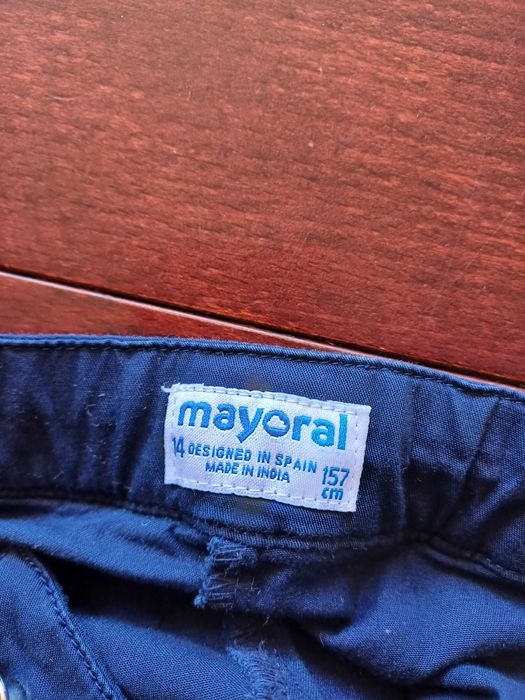 mayoral
14 DESIGNED IN SPAIN 157
MADE IN INDIA cm